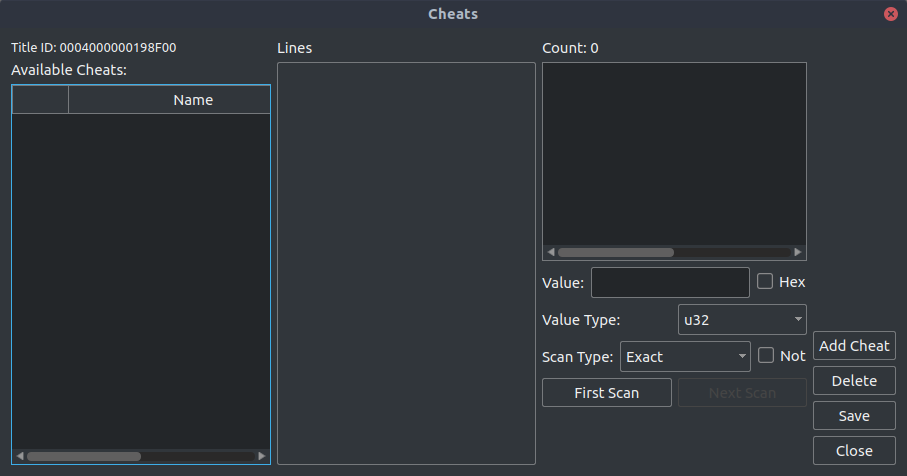 Cheats
Title ID: 0004000000198F00
Available Cheats:
Name
Lines
Count: 0
Value:
Hex
Value Type:
u32
Scan Type:
Exact
Not
First Scan
Next Scan
Add Cheat
Delete
Save
Close